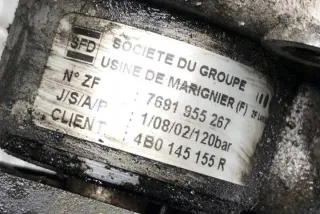 SFD
SOCIETE DU GROUPE
USINE DE MARIGNIER (F) ZF
N° ZF 7691 955 267
J/S/A/P 1/08/02/120bar
CLIENT 4B0 145 155 R